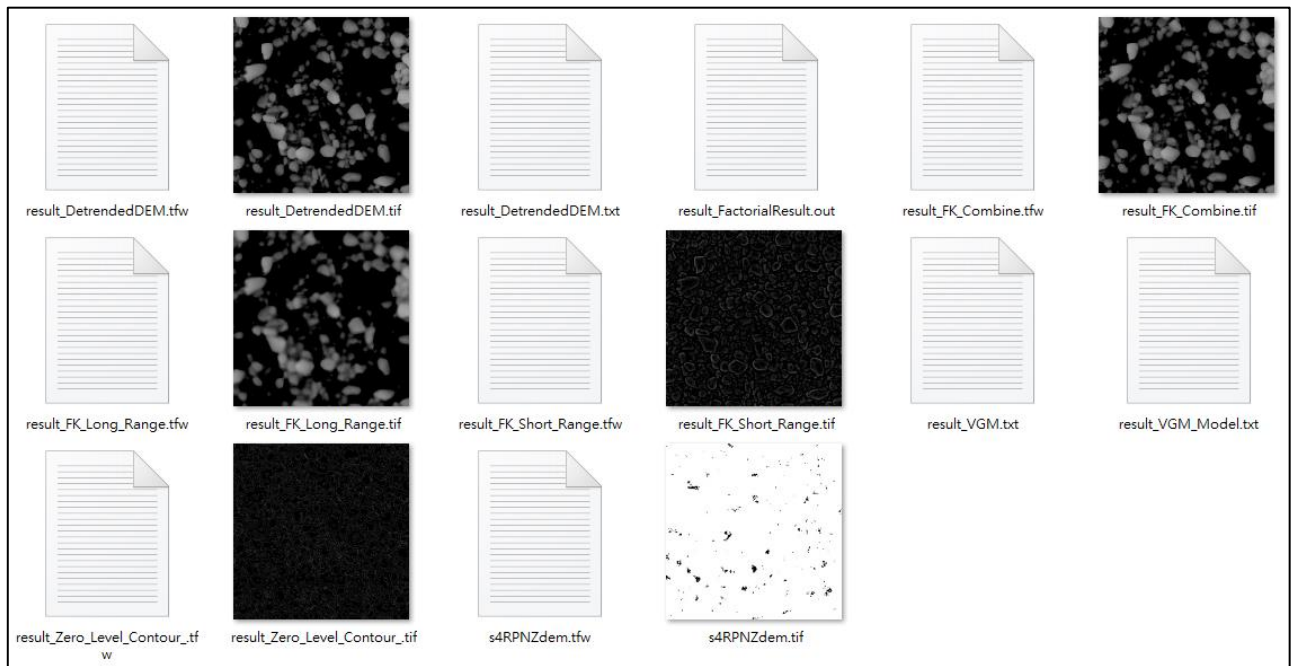 result_DetrendedDEM.tfw
result_DetrendedDEM.tif
result_DetrendedDEM.txt
result_FactorialResult.out
result_FK_Combine.tfw
result_FK_Combine.tif
result_FK_Long_Range.tfw
result_FK_Long_Range.tif
result_FK_Short_Range.tfw
result_FK_Short_Range.tif
result_VGM.txt
result_VGM_Model.txt
result_Zero_Level_Contour_.tf
w
result_Zero_Level_Contour_.tif
s4RPNZdem.tfw
s4RPNZdem.tif